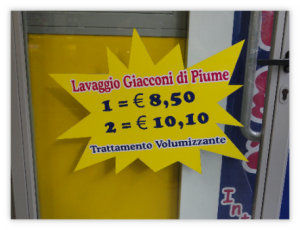 Lavaggio Giacconi di Piume
1 = € 8,50
2 = € 10,10
Trattamento Volumizzante